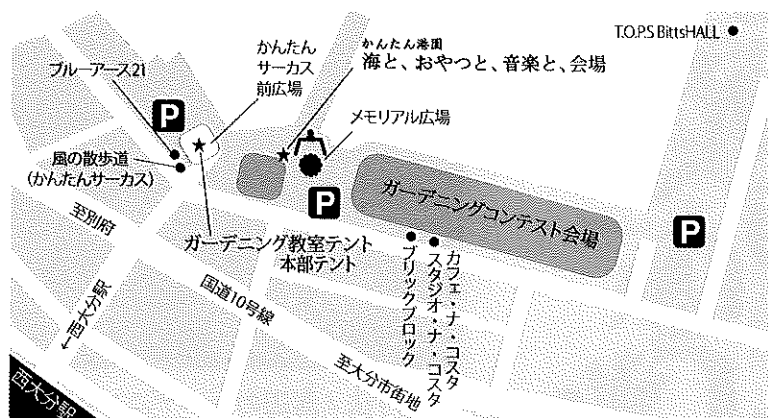 T.O.P.S BittsHALL
かんたん港園
海と、おやつと、音楽と、会場
かんたん
サーカス
前広場
ブルーアース21
P
メモリアル広場
風の散歩道
(かんたんサーカス)
P
ガーデニングコンテスト会場
P
至別府
ガーデニング教室テント
本部テント
国道10号線
←西大分駅
ブリックブロック
スタジオ・ナ・コスタ
カフェ・ナ・コスタ
至大分市街地
西大分駅